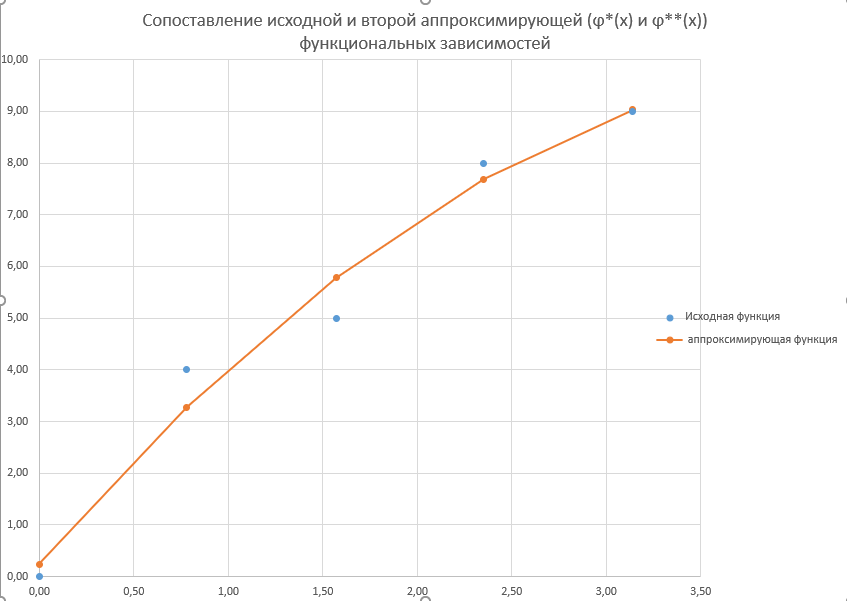 Сопоставление исходной и второй аппроксимирующей (φ*(x) и φ**(x))
функциональных зависимостей
10,00
9,00
8,00
7,00
6,00
5,00
4,00
3,00
2,00
1,00
0,00
0,00 0,50 1,00 1,50 2,00 2,50 3,00 3,50
Исходная функция
аппроксимирующая функция